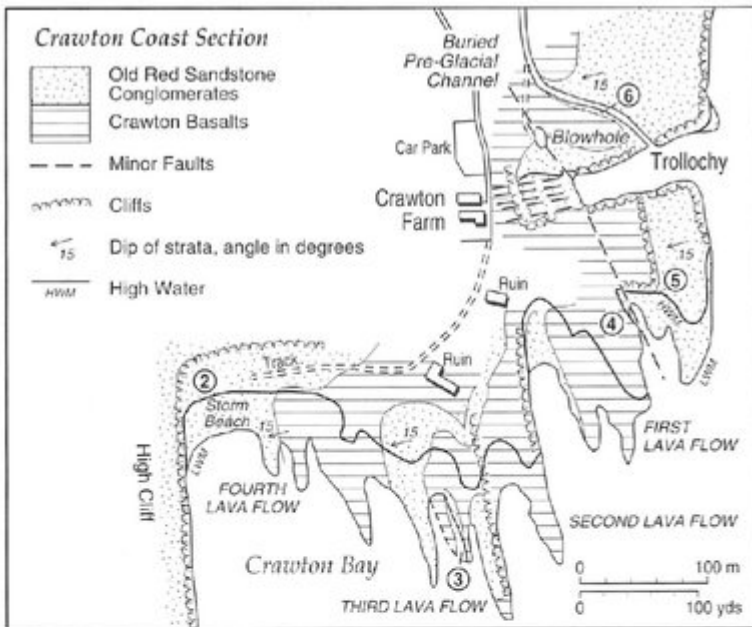 Crawton Coast Section
Old Red Sandstone
Conglomerates
Crawton Basalts
Minor Faults
Cliffs
15
Dip of strata, angle in degrees
HWM
High Water
Buried
Pre-Glacial
Channel
15
6
Blowhole
Car Park
Trollochy
Crawton
Farm
15
5
Ruin
HWM
4
Track
Ruin
2
LWM
Storm
Beach
15
15
FIRST
LAVA FLOW
High Cliff
LWM
FOURTH
LAVA FLOW
SECOND LAVA FLOW
Crawton Bay
3
THIRD LAVA FLOW
0
100 m
0
100 yds